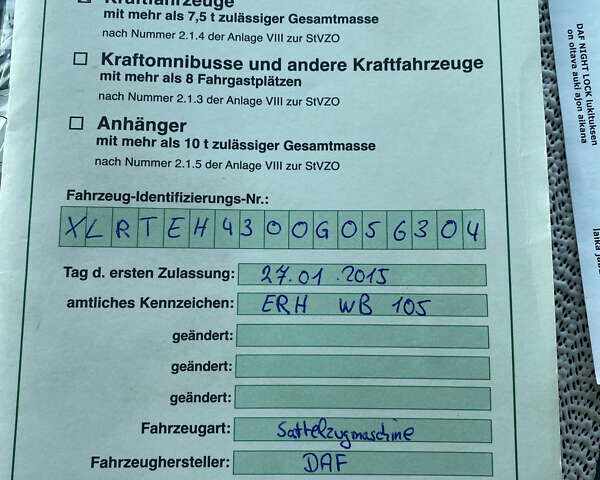 Kraftfahrzeuge
mit mehr als 7,5 t zulässiger Gesamtmasse
nach Nummer 2.1.4 der Anlage VIII zur StVZO
Kraftomnibusse und andere Kraftfahrzeuge
mit mehr als 8 Fahrgastplätzen
nach Nummer 2.1.3 der Anlage VIII zur StVZO
Anhänger
mit mehr als 10 t zulässiger Gesamtmasse
nach Nummer 2.1.5 der Anlage VIII zur StVZO
Fahrzeug-Identifizierungs-Nr.:
XLRTEH4300G056304
Tag d. ersten Zulassung: 27.01.2015
amtliches Kennzeichen: ERH WB 105
geändert:
geändert:
geändert:
Fahrzeugart: Sattelzugmaschine
Fahrzeughersteller: DAF
DAF NIGHT LOCK lukituksen
on oltava auki ajon aikana